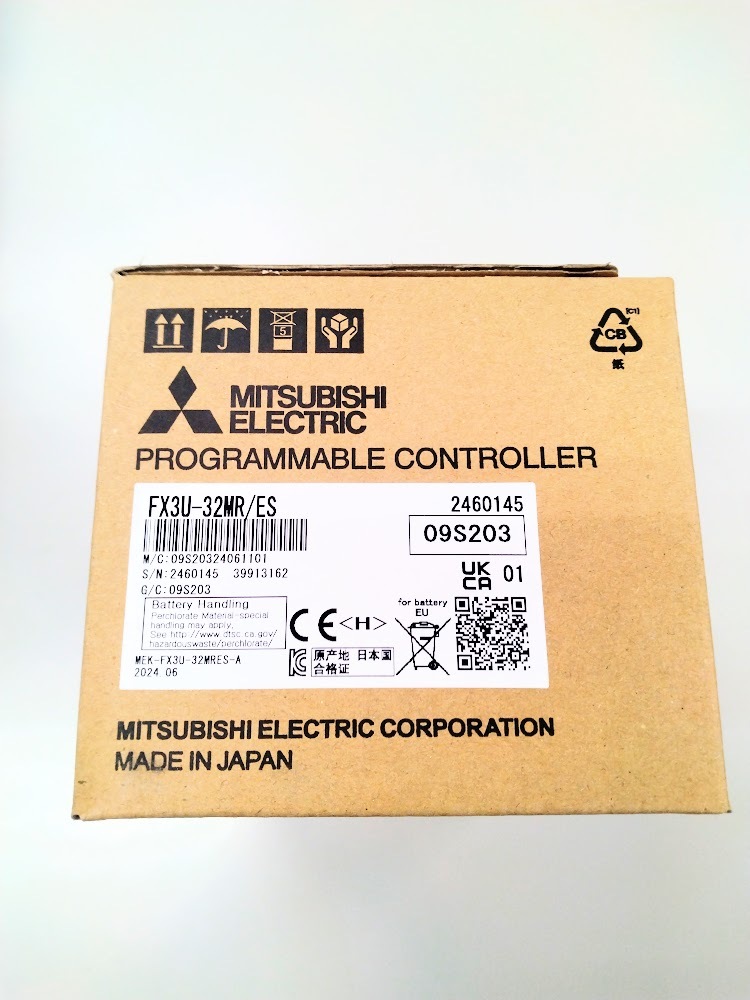 5
[C1]
CB
紙
MITSUBISHI
ELECTRIC
PROGRAMMABLE CONTROLLER
FX3U-32MR/ES
2460145
09S203
M/C:09S203240611C1
S/N:2460145 39913162
G/C:09S203
UK
CA 01
Battery Handling
Perchlorate Material-special
handling may apply,
See http://www.dtsc.ca.gov/
hazardouswaste/perchlorate/
CE
<H>
for battery
EU
MEK-FX3U-32MRES-A
2024.06
原产地 日本国
合格证
MITSUBISHI ELECTRIC CORPORATION
MADE IN JAPAN